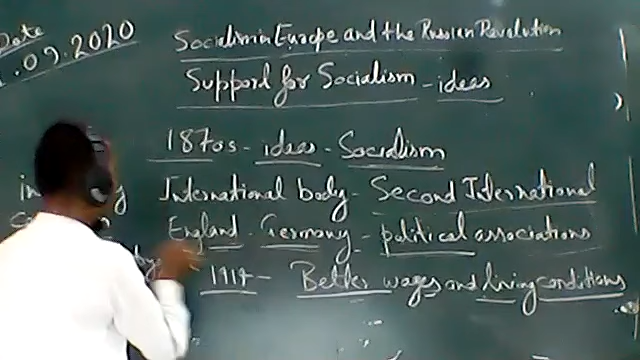 Date
.09.2020
Socialism in Europe and the Russian Revolution
Support for Socialism - ideas
1870s - ideas - Socialism
International body - Second International
England - Germany - political associations
1914 - Better wages and living conditions